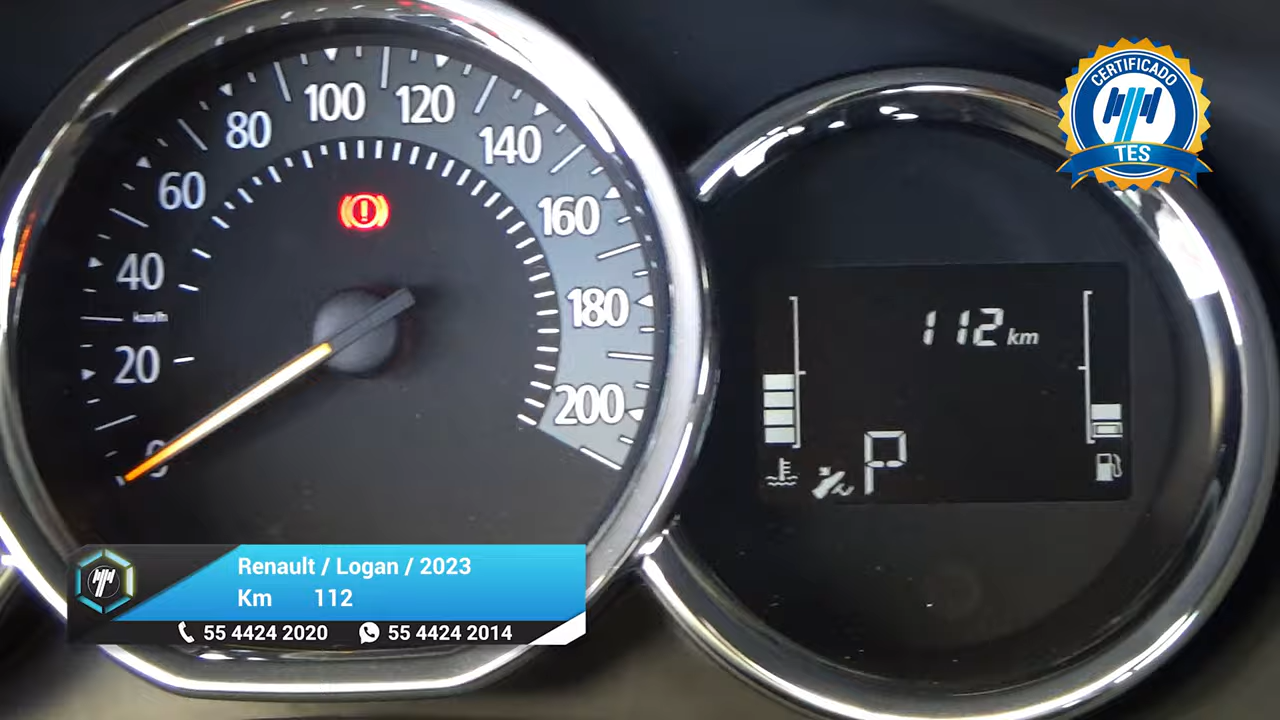 0
20
km/h
40
60
80
100
120
140
160
180
200
112 km
P
CERTIFICADO
TES
Renault / Logan / 2023
Km 112
55 4424 2020 55 4424 2014